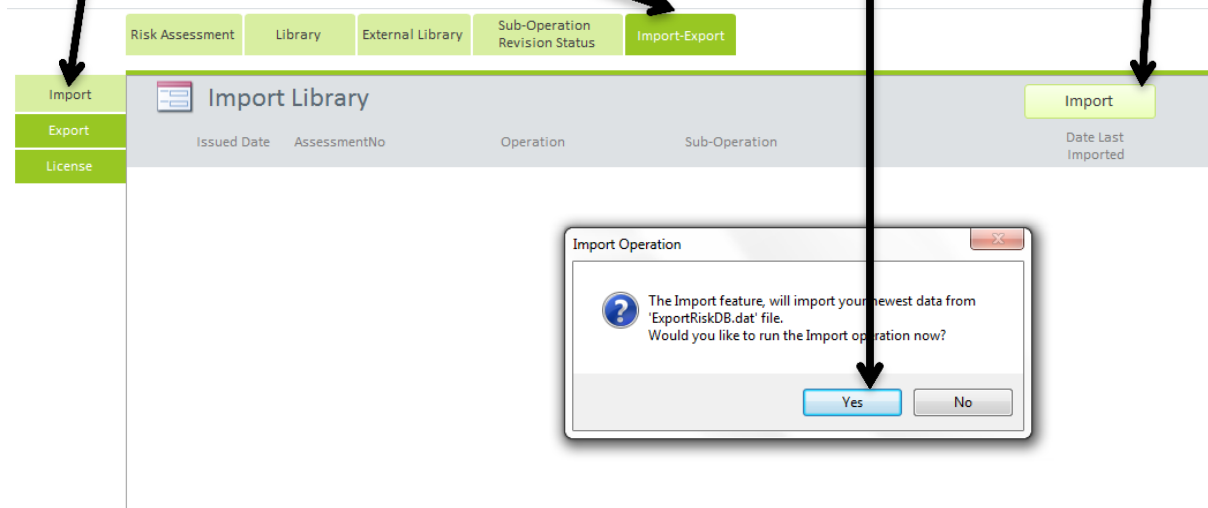 Risk Assessment
Library
External Library
Sub-Operation
Revision Status
Import-Export
Import
Export
License
Import Library
Import
Issued Date
AssessmentNo
Operation
Sub-Operation
Date Last
Imported
Import Operation
The Import feature, will import your newest data from
'ExportRiskDB.dat' file.
Would you like to run the Import operation now?
Yes
No